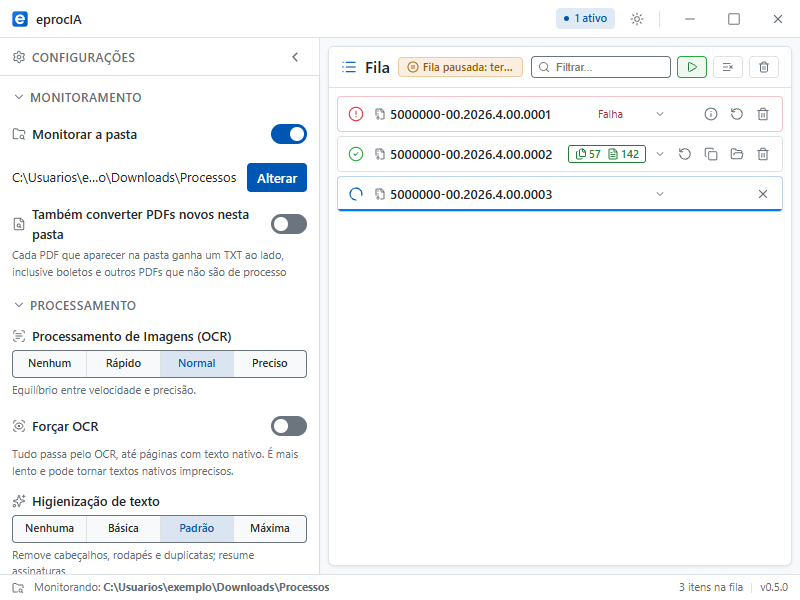 eprocIA
1 ativo
CONFIGURAÇÕES
MONITORAMENTO
Monitorar a pasta
C:\Usuarios\e...o\Downloads\Processos
Alterar
Também converter PDFs novos nesta
pasta
Cada PDF que aparecer na pasta ganha um TXT ao lado,
inclusive boletos e outros PDFs que não são de processo
PROCESSAMENTO
Processamento de Imagens (OCR)
Nenhum Rápido Normal Preciso
Equilíbrio entre velocidade e precisão.
Forçar OCR
Tudo passa pelo OCR, até páginas com texto nativo. É mais
lento e pode tornar textos nativos imprecisos.
Higienização de texto
Nenhuma Básica Padrão Máxima
Remove cabeçalhos, rodapés e duplicatas; resume
assinaturas
Fila
Fila pausada: ter...
Filtrar...
5000000-00.2026.4.00.0001 Falha
5000000-00.2026.4.00.0002 57 142
5000000-00.2026.4.00.0003
Monitorando: C:\Usuarios\exemplo\Downloads\Processos
3 itens na fila
v0.5.0